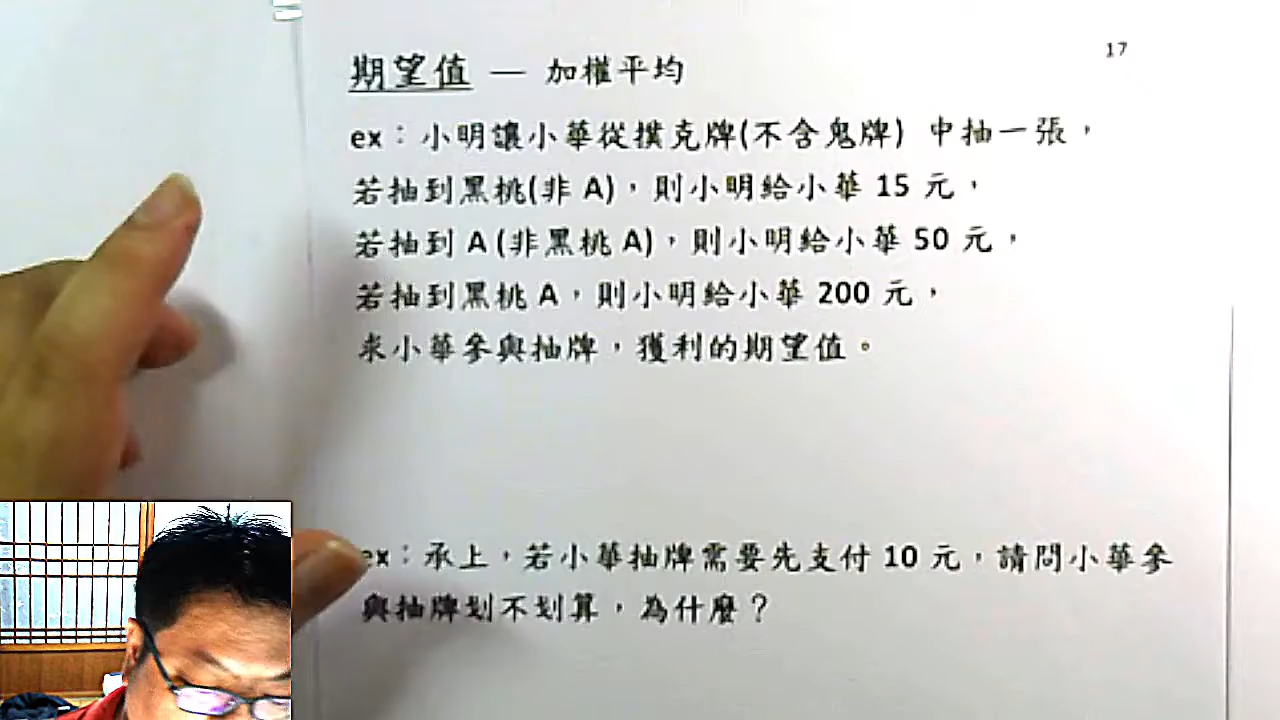 17
期望值 — 加權平均
ex：小明讓小華從撲克牌(不含鬼牌) 中抽一張，
若抽到黑桃(非 A)，則小明給小華 15 元，
若抽到 A (非黑桃 A)，則小明給小華 50 元，
若抽到黑桃 A，則小明給小華 200 元，
求小華參與抽牌，獲利的期望值。
ex：承上，若小華抽牌需要先支付 10 元，請問小華參
與抽牌划不划算，為什麼？